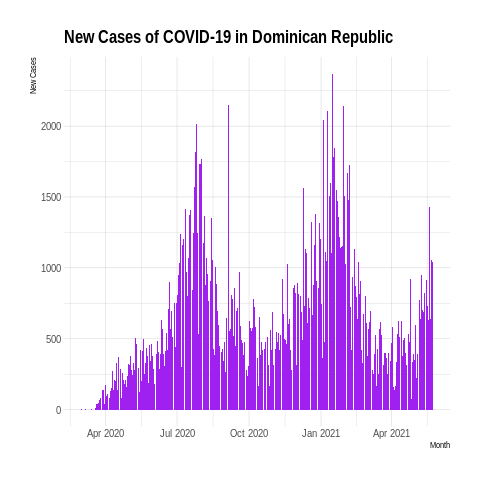 New Cases of COVID-19 in Dominican Republic
New Cases
2000
1500
1000
500
0
Apr 2020 Jul 2020 Oct 2020 Jan 2021 Apr 2021
Month